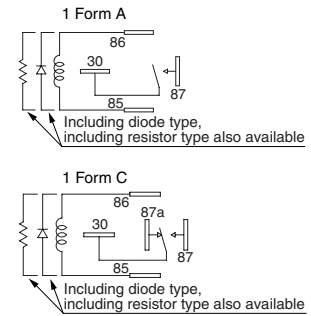 1 Form A
86
30
87
85
Including diode type,
including resistor type also available
1 Form C
86
87a
30
87
85
Including diode type,
including resistor type also available